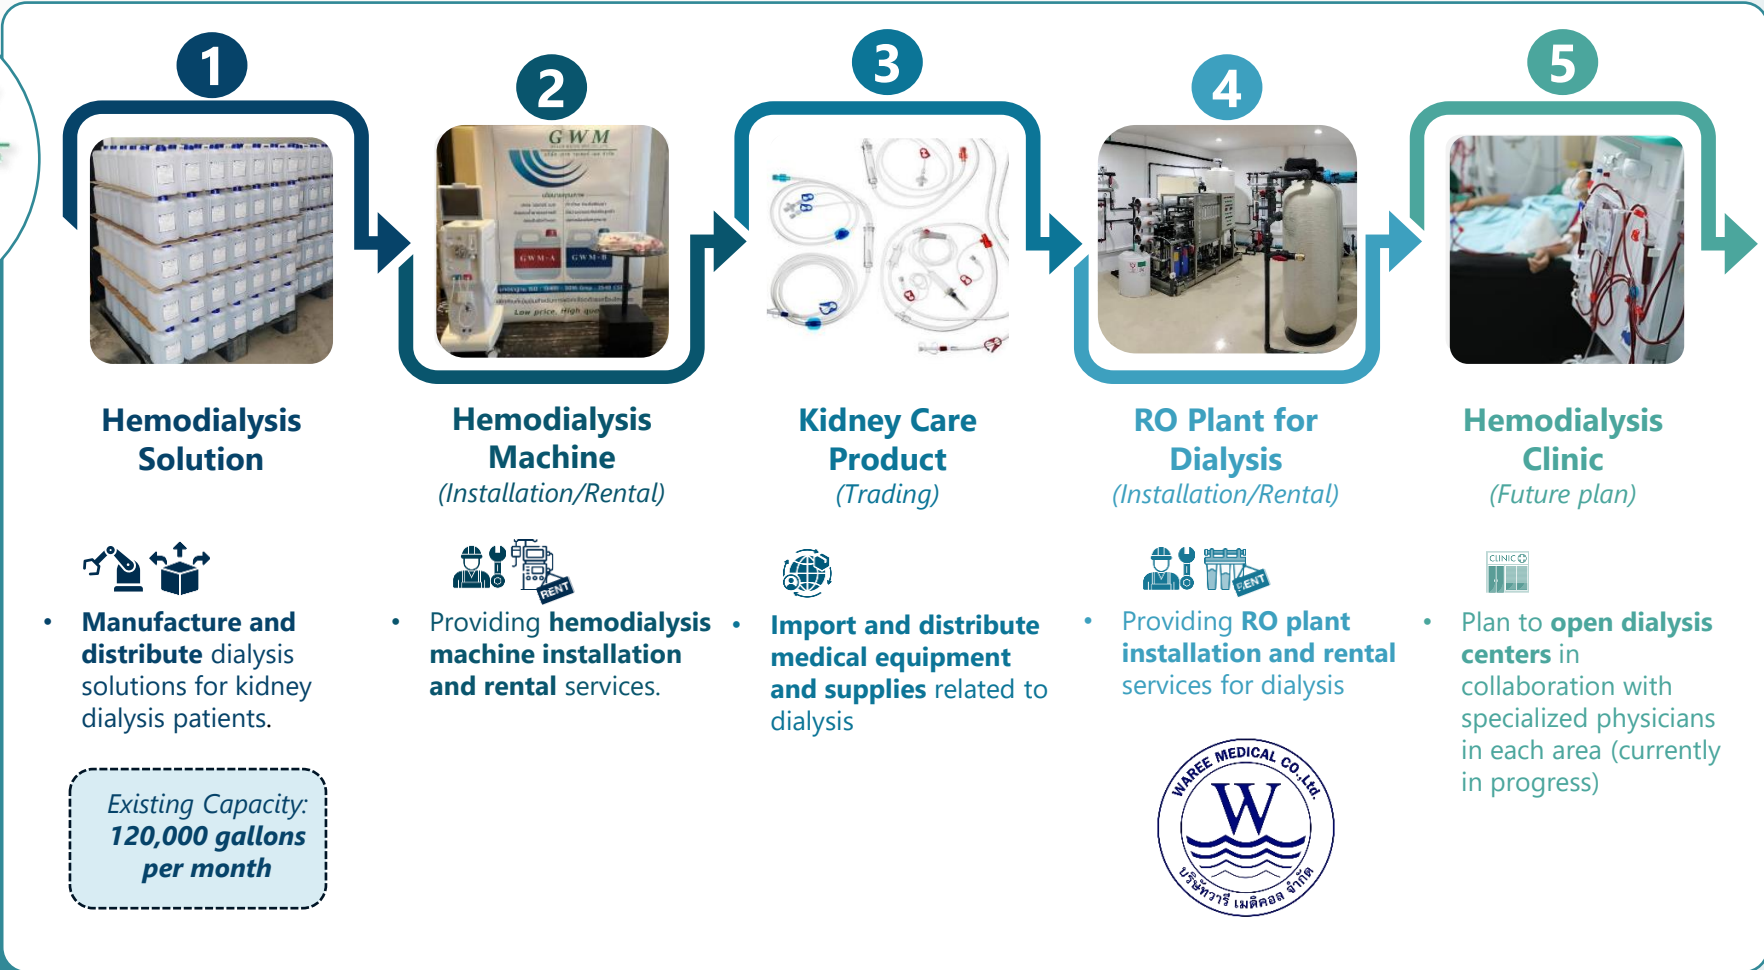 1
2
3
4
5
GWM
GWM-A
GWM-B
Low price, High
Hemodialysis
Solution
Hemodialysis
Machine
(Installation/Rental)
Kidney Care
Product
(Trading)
RO Plant for
Dialysis
(Installation/Rental)
Hemodialysis
Clinic
(Future plan)
RENT
RENT
CLINIC
• Manufacture and
distribute dialysis
solutions for kidney
dialysis patients.
Existing Capacity:
120,000 gallons
per month
• Providing hemodialysis
machine installation
and rental services.
• Import and distribute
medical equipment
and supplies related to
dialysis
• Providing RO plant
installation and rental
services for dialysis
WAREE MEDICAL CO.,Ltd.
W
บริษัทวารี เมดิคอล จำกัด
• Plan to open dialysis
centers in
collaboration with
specialized physicians
in each area (currently
in progress)